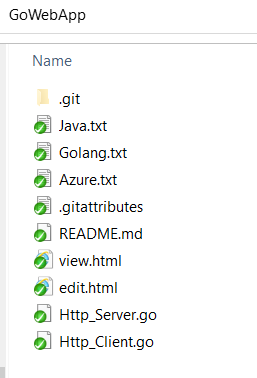 GoWebApp
Name
.git
Java.txt
Golang.txt
Azure.txt
.gitattributes
README.md
view.html
edit.html
Http_Server.go
Http_Client.go